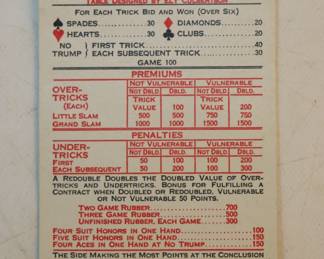 TABLE DESIGNED BY ELY CULBERTSON
FOR EACH TRICK BID AND WON (OVER SIX)
SPADES 30 DIAMONDS 20
HEARTS 30 CLUBS 20
NO TRUMP FIRST TRICK 40
EACH SUBSEQUENT TRICK 30
GAME 100
PREMIUMS
OVER-TRICKS (EACH) NOT VULNERABLE VULNERABLE
NOT DBLD. DBLD. NOT DBLD. DBLD.
TRICK VALUE 100 TRICK VALUE 200
LITTLE SLAM 500 500 750 750
GRAND SLAM 1000 1000 1500 1500
PENALTIES
UNDER-TRICKS NOT VULNERABLE VULNERABLE
NOT DBLD. DBLD. NOT DBLD. DBLD.
FIRST 50 100 100 200
EACH SUBSEQUENT 50 200 100 300
A REDOUBLE DOUBLES THE DOUBLED VALUE OF OVER-
TRICKS AND UNDERTRICKS. BONUS FOR FULFILLING A
CONTRACT WHEN DOUBLED OR REDOUBLED, VULNERABLE
OR NOT VULNERABLE 50 POINTS.
TWO GAME RUBBER 700
THREE GAME RUBBER 500
UNFINISHED RUBBER, EACH GAME 300
FOUR SUIT HONORS IN ONE HAND 100
FIVE SUIT HONORS IN ONE HAND 150
FOUR ACES IN ONE HAND AT NO TRUMP 150
THE SIDE MAKING THE MOST POINTS AT THE CONCLUSION